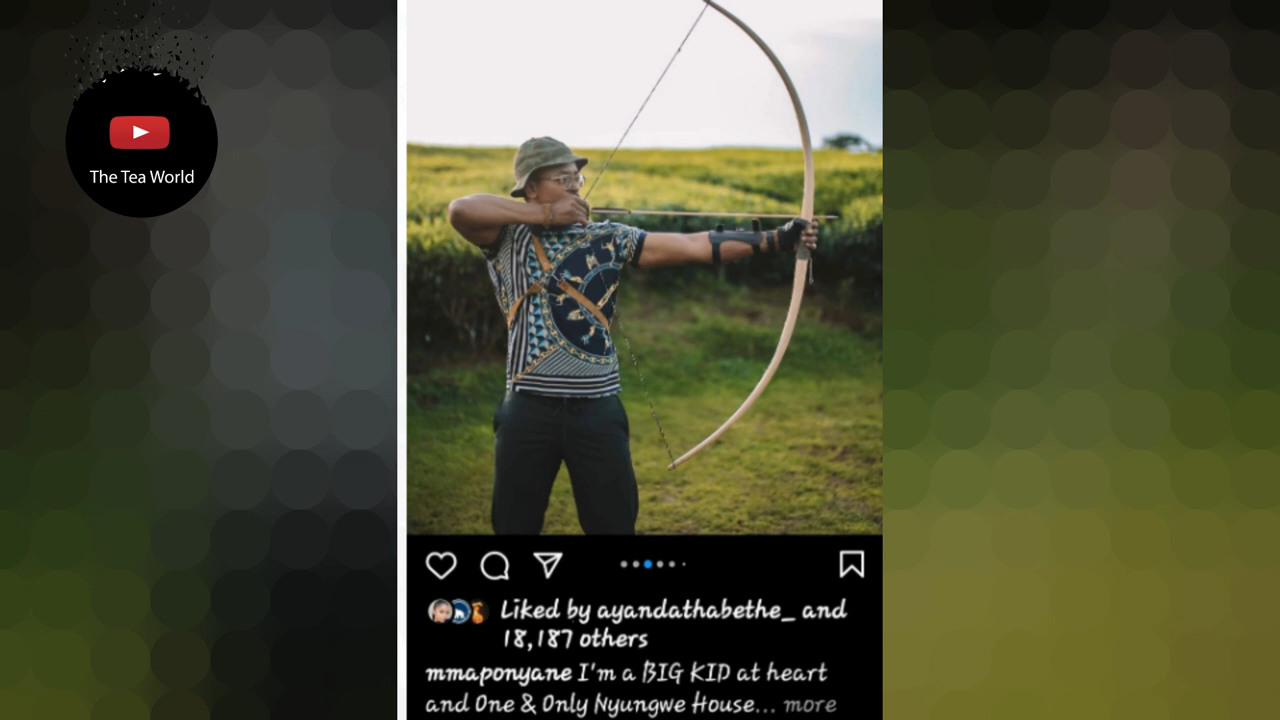 The Tea World
Liked by ayandathabethe_ and
18,187 others
mmaponyane I'm a BIG KID at heart
and One & Only Nyungwe House... more